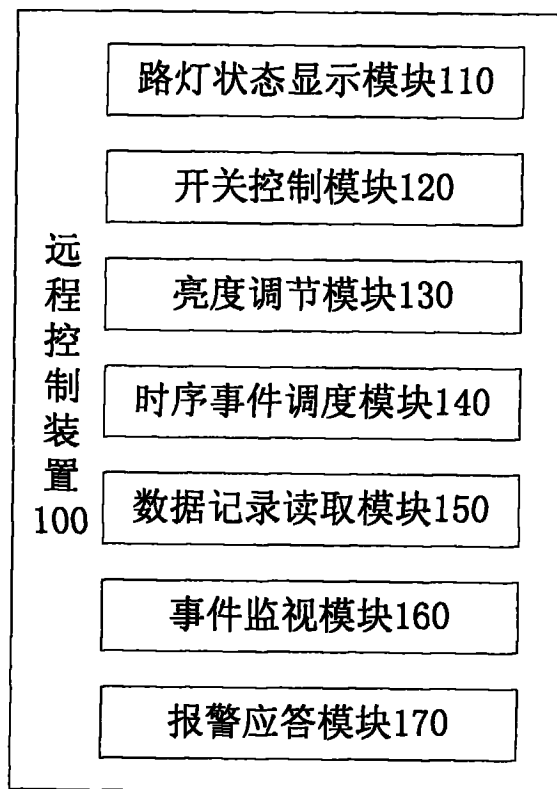 路灯状态显示模块110
开关控制模块120
亮度调节模块130
时序事件调度模块140
数据记录读取模块150
事件监视模块160
报警应答模块170
远程控制装置100